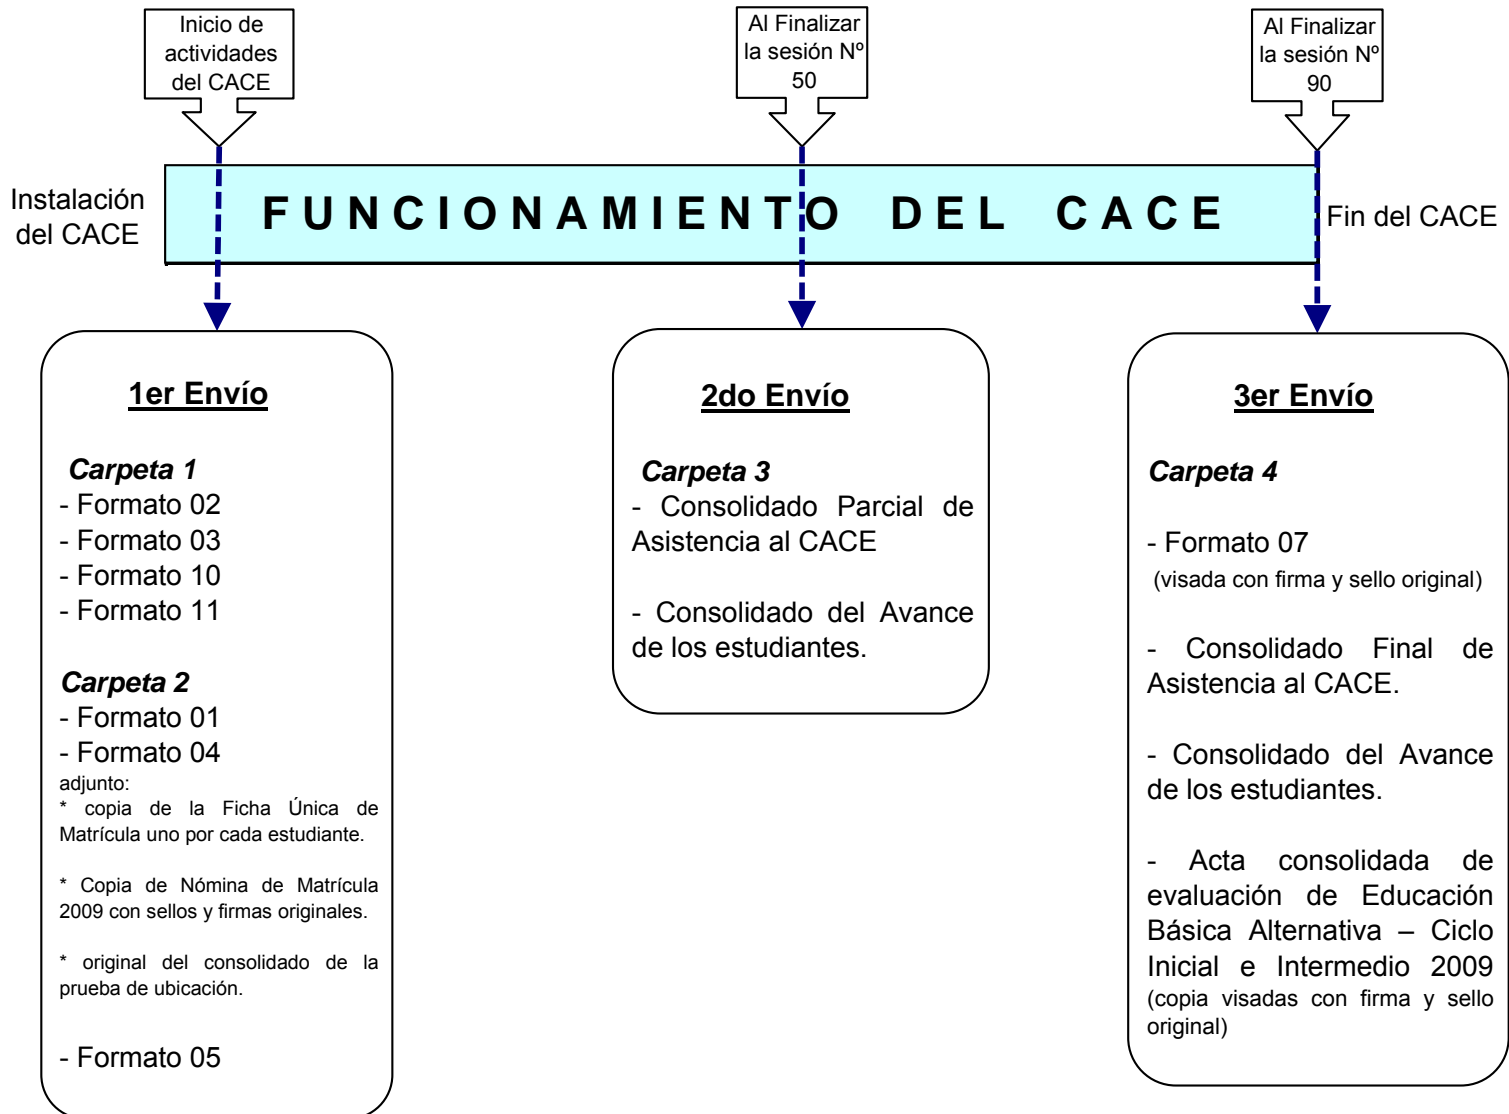 Inicio de
actividades
del CACE
Al Finalizar
la sesión Nº
50
Al Finalizar
la sesión Nº
90
Instalación
del CACE
FUNCIONAMIENTO DEL CACE
Fin del CACE
1er Envío
Carpeta 1
- Formato 02
- Formato 03
- Formato 10
- Formato 11
Carpeta 2
- Formato 01
- Formato 04
adjunto:
* copia de la Ficha Única de
Matrícula uno por cada estudiante.
* Copia de Nómina de Matrícula
2009 con sellos y firmas originales.
* original del consolidado de la
prueba de ubicación.
- Formato 05
2do Envío
Carpeta 3
- Consolidado Parcial de
Asistencia al CACE
- Consolidado del Avance
de los estudiantes.
3er Envío
Carpeta 4
- Formato 07
(visada con firma y sello original)
- Consolidado Final de
Asistencia al CACE.
- Consolidado del Avance
de los estudiantes.
- Acta consolidada de
evaluación de Educación
Básica Alternativa – Ciclo
Inicial e Intermedio 2009
(copia visadas con firma y sello
original)